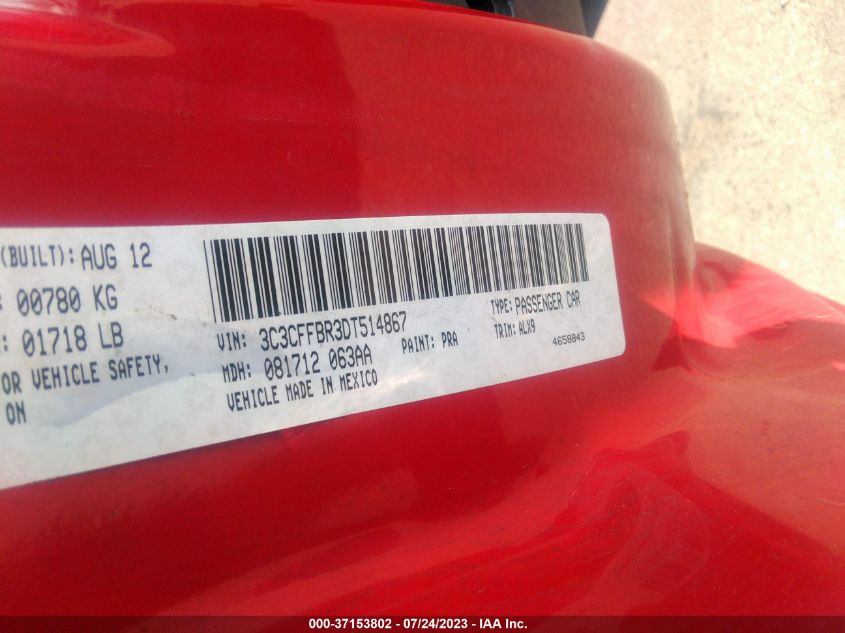 (BUILT): AUG 12
: 00780 KG
: 01718 LB
OR VEHICLE SAFETY,
ON
VIN: 3C3CFFBR3DT514867
TYPE: PASSENGER CAR
MDH: 081712 063AA
PAINT: PRA
TRIM: ALX9
VEHICLE MADE IN MEXICO
4658843
000-37153802 - 07/24/2023 - IAA Inc.